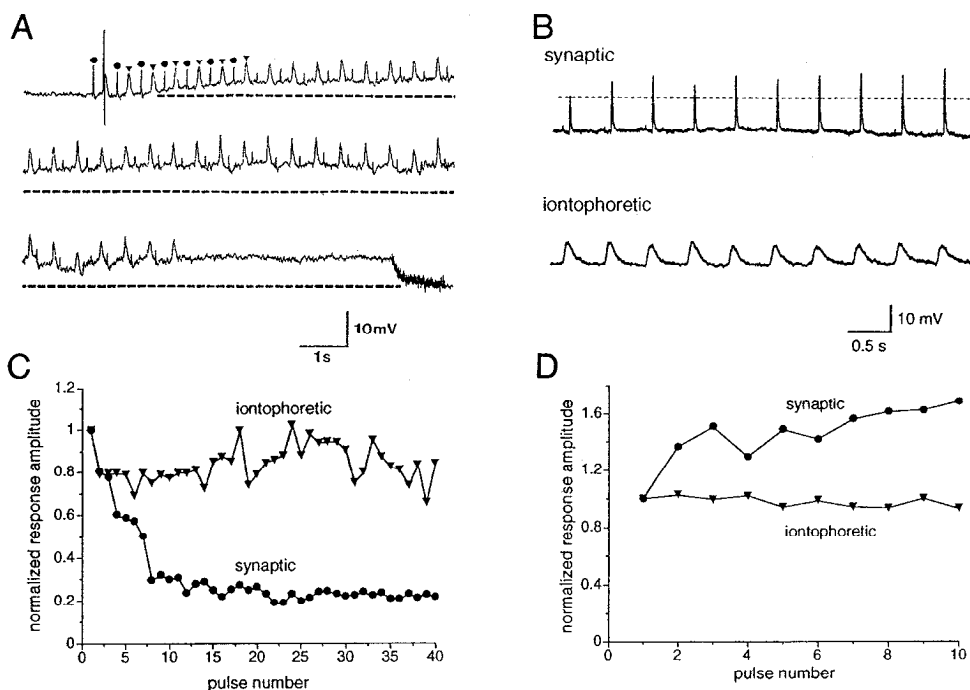 A
10mV
1s
B
synaptic
iontophoretic
10 mV
0.5 s
C
normalized response amplitude
1.2
1
0.8
0.6
0.4
0.2
0
iontophoretic
synaptic
0 5 10 15 20 25 30 35 40
pulse number
D
normalized response amplitude
1.6
1.2
0.8
0.4
0
synaptic
iontophoretic
0 2 4 6 8 10
pulse number